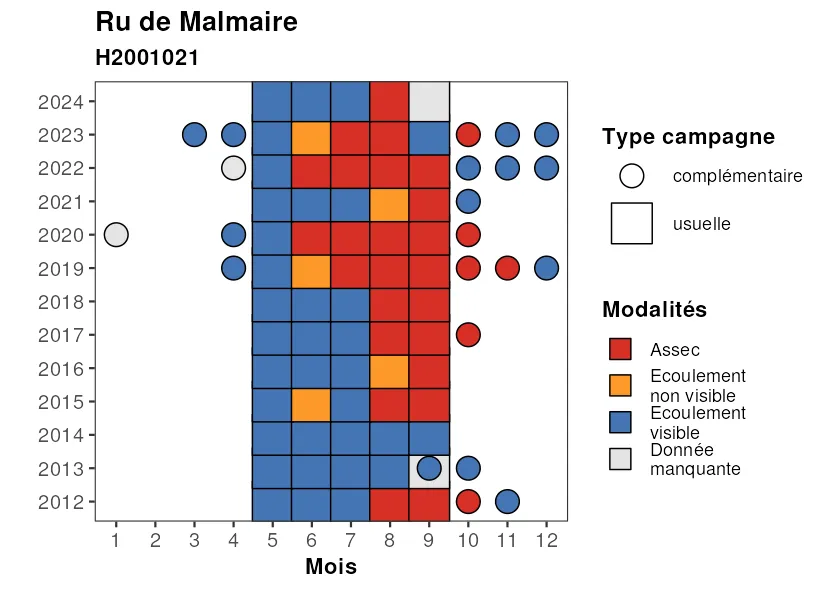 Ru de Malmaire
H2001021
2024
2023
2022
2021
2020
2019
2018
2017
2016
2015
2014
2013
2012
1 2 3 4 5 6 7 8 9 10 11 12
Mois
Type campagne
complémentaire
usuelle
Modalités
Assec
Ecoulement
non visible
Ecoulement
visible
Donnée
manquante